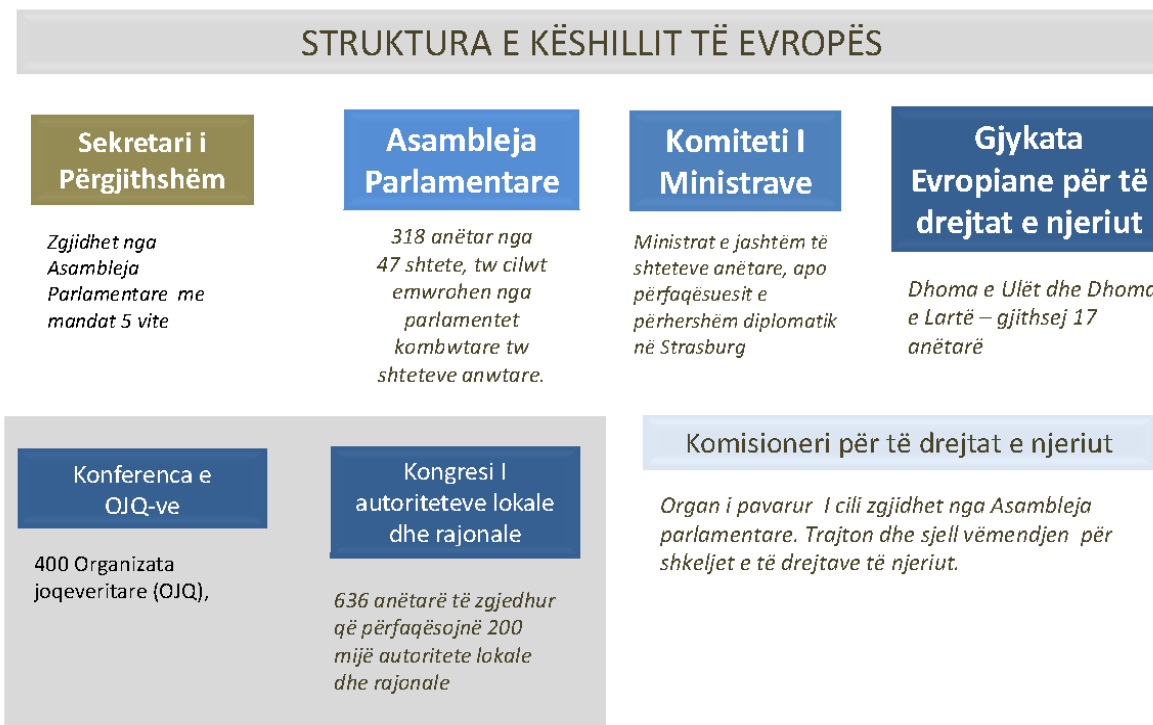 STRUKTURA E KËSHILLIT TË EVROPËS
Sekretari i
Përgjithshëm
Zgjidhet nga
Asambleja
Parlamentare me
mandat 5 vite
Asambleja
Parlamentare
318 anëtar nga
47 shtete, tw cilwt
emwrohen nga
parlamentet
kombwtare tw
shteteve anwtare.
Komiteti I
Ministrave
Ministrat e jashtëm të
shteteve anëtare, apo
përfaqësuesit e
përhershëm diplomatik
në Strasburg
Gjykata
Evropiane për të
drejtat e njeriut
Dhoma e Ulët dhe Dhoma
e Lartë – gjithsej 17
anëtarë
Konferenca e
OJQ-ve
400 Organizata
joqeveritare (OJQ),
Kongresi I
autoriteteve lokale
dhe rajonale
636 anëtarë të zgjedhur
që përfaqësojnë 200
mijë autoritete lokale
dhe rajonale
Komisioneri për të drejtat e njeriut
Organ i pavarur I cili zgjidhet nga Asambleja
parlamentare. Trajton dhe sjell vëmendjen për
shkeljet e të drejtave të njeriut.